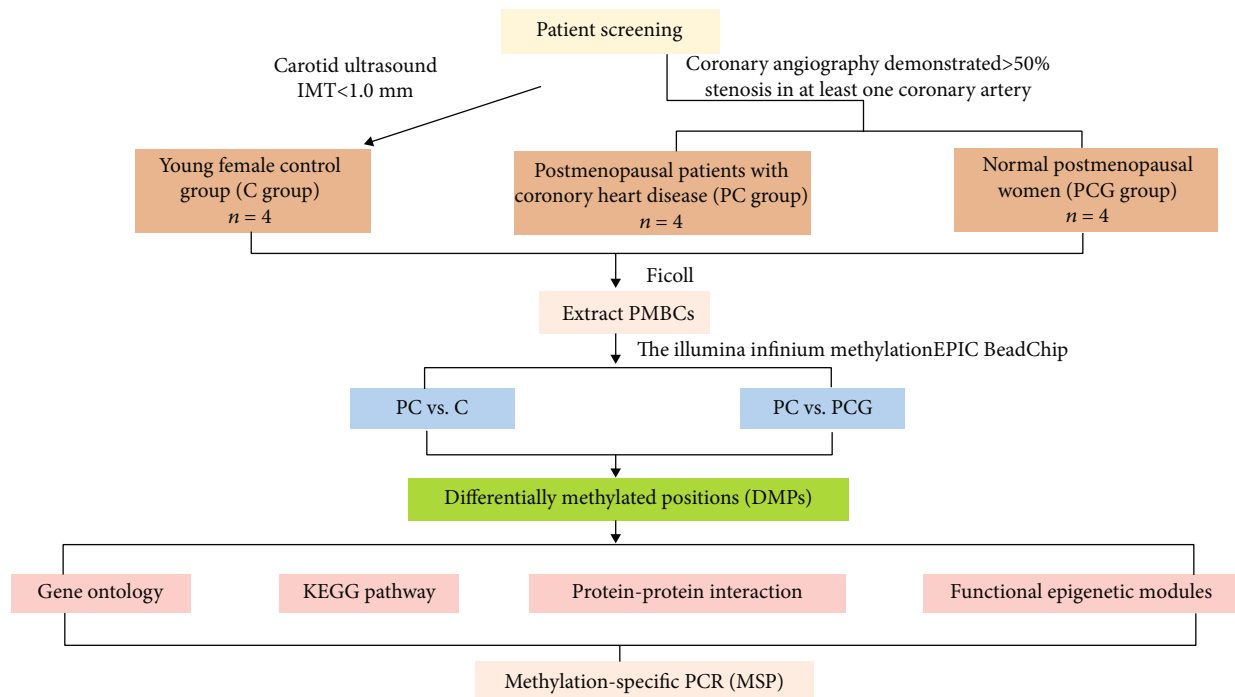 Patient screening
Carotid ultrasound
IMT<1.0 mm
Coronary angiography demonstrated>50%
stenosis in at least one coronary artery
Young female control
group (C group)
n = 4
Postmenopausal patients with
coronory heart disease (PC group)
n = 4
Normal postmenopausal
women (PCG group)
n = 4
Ficoll
Extract PMBCs
The illumina infinium methylationEPIC BeadChip
PC vs. C
PC vs. PCG
Differentially methylated positions (DMPs)
Gene ontology
KEGG pathway
Protein-protein interaction
Functional epigenetic modules
Methylation-specific PCR (MSP)